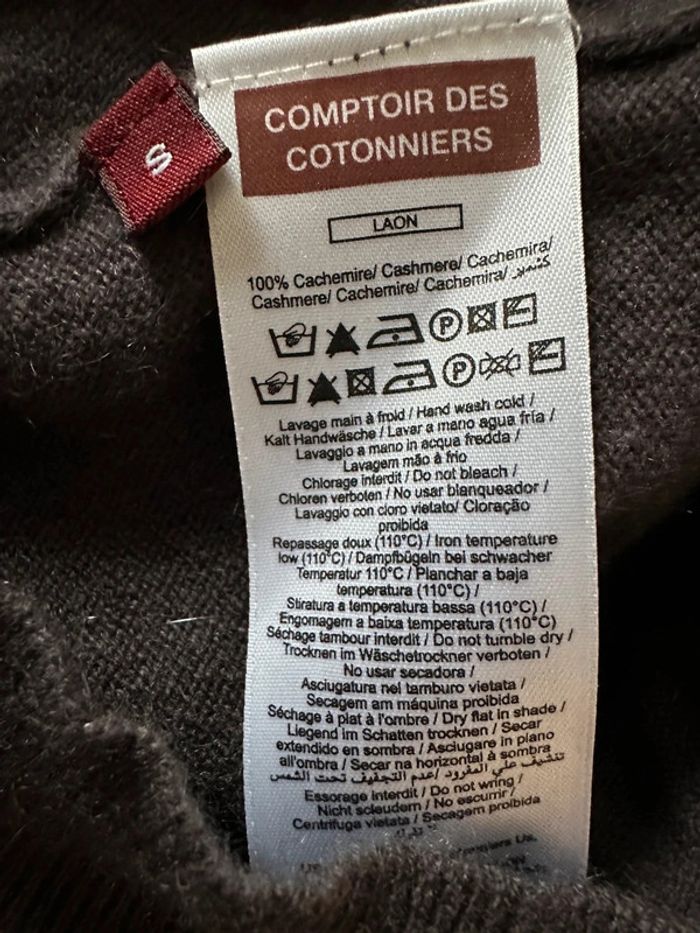 S
COMPTOIR DES
COTONNIERS
LAON
100% Cachemire/ Cashmere/ Cachemira/
Cashmere/ Cachemire/ Cachemira/ كشمير
P
P
Lavage main à froid / Hand wash cold /
Kalt Handwäsche / Lavar a mano agua fría /
Lavaggio a mano in acqua fredda /
Lavagem mão à frio
Chlorage interdit / Do not bleach /
Chloren verboten / No usar blanqueador /
Lavaggio con cloro vietato/ Cloração
proibida
Repassage doux (110°C) / Iron temperature
low (110°C) / Dampfbügeln bei schwacher
Temperatur 110°C / Planchar a baja
temperatura (110°C) /
Stiratura a temperatura bassa (110°C) /
Engomagem a baixa temperatura (110°C)
Séchage tambour interdit / Do not tumble dry /
Trocknen im Wäschetrockner verboten /
No usar secadora /
Asciugatura nel tamburo vietata /
Secagem am máquina proibida
Séchage à plat à l'ombre / Dry flat in shade /
Liegend im Schatten trocknen / Secar
extendido en sombra / Asciugare in piano
all'ombra / Secar na horizontal à sombra
تنشيف على المفرود /عدم التجفيف تحت الشمس
Essorage interdit / Do not wring /
Nicht scleudern / No escurrir /
Centrifuga vietata / Secagem proibida